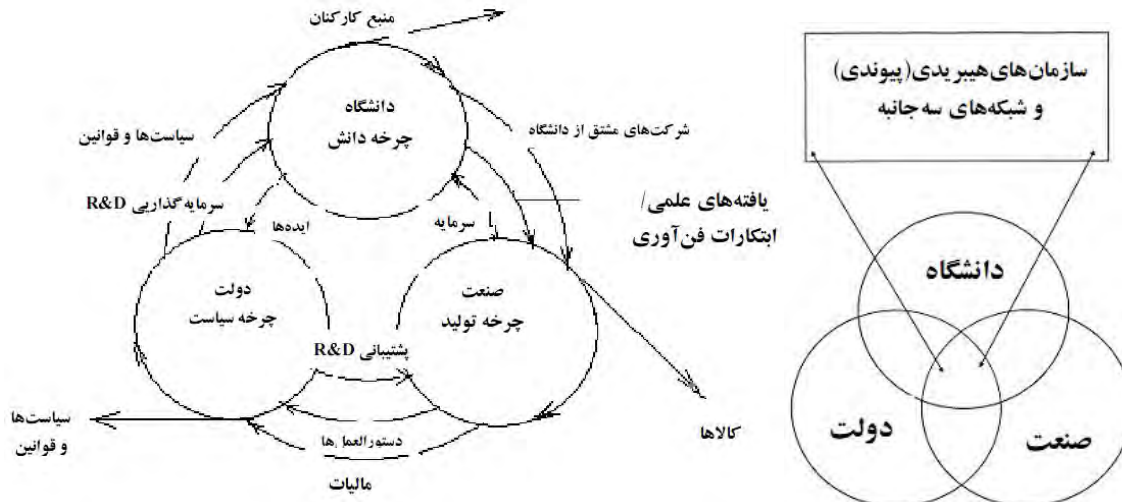 منبع کارکنان
دانشگاه
چرخه دانش
سیاست‌ها و قوانین
شرکت‌های مشتق از دانشگاه
سرمایه‌گذاریی R&D
ایده‌ها
سرمایه
یافته‌های علمی/
ابتکارات فن‌آوری
دولت
چرخه سیاست
صنعت
چرخه تولید
پشتیبانی R&D
سیاست‌ها
و قوانین
دستورالعمل‌ها
مالیات
کالاها
سازمان‌های هیبریدی(پیوندی)
و شبکه‌های سه جانبه
دانشگاه
دولت
صنعت